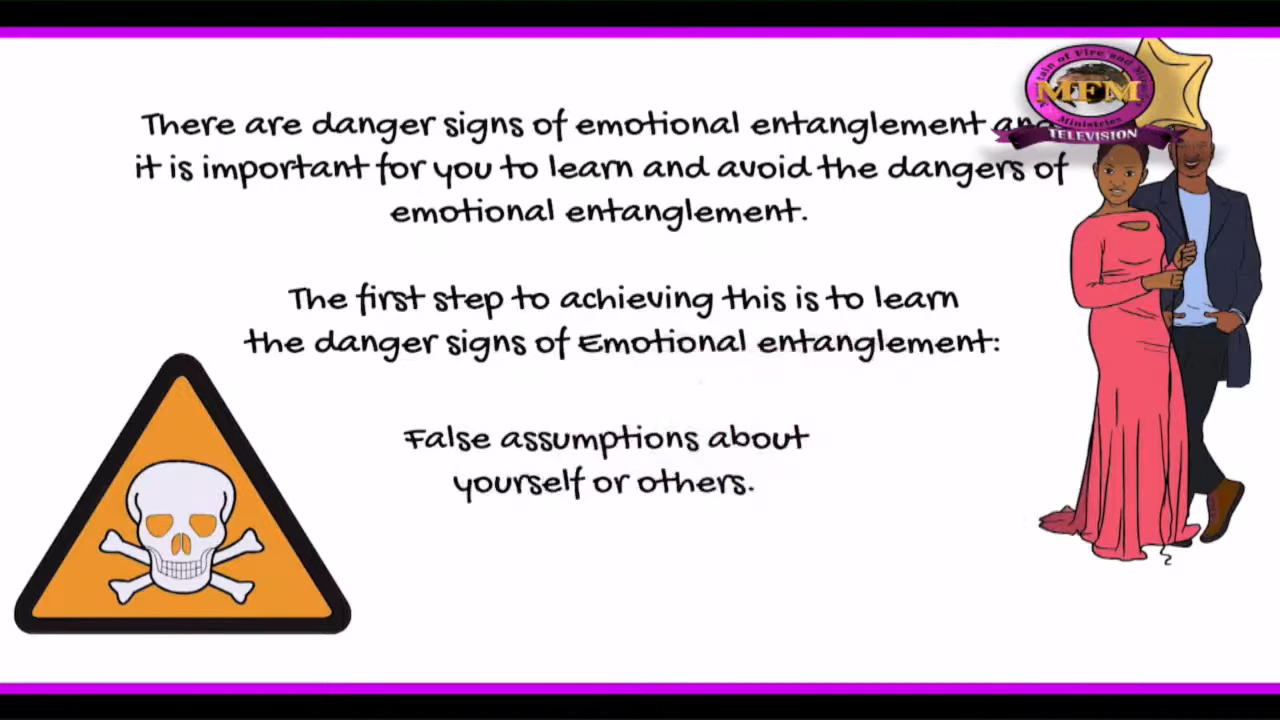 There are danger signs of emotional entanglement and
it is important for you to learn and avoid the dangers of
emotional entanglement.
The first step to achieving this is to learn
the danger signs of Emotional entanglement:
False assumptions about
yourself or others.
MFM
Ministries
TELEVISION